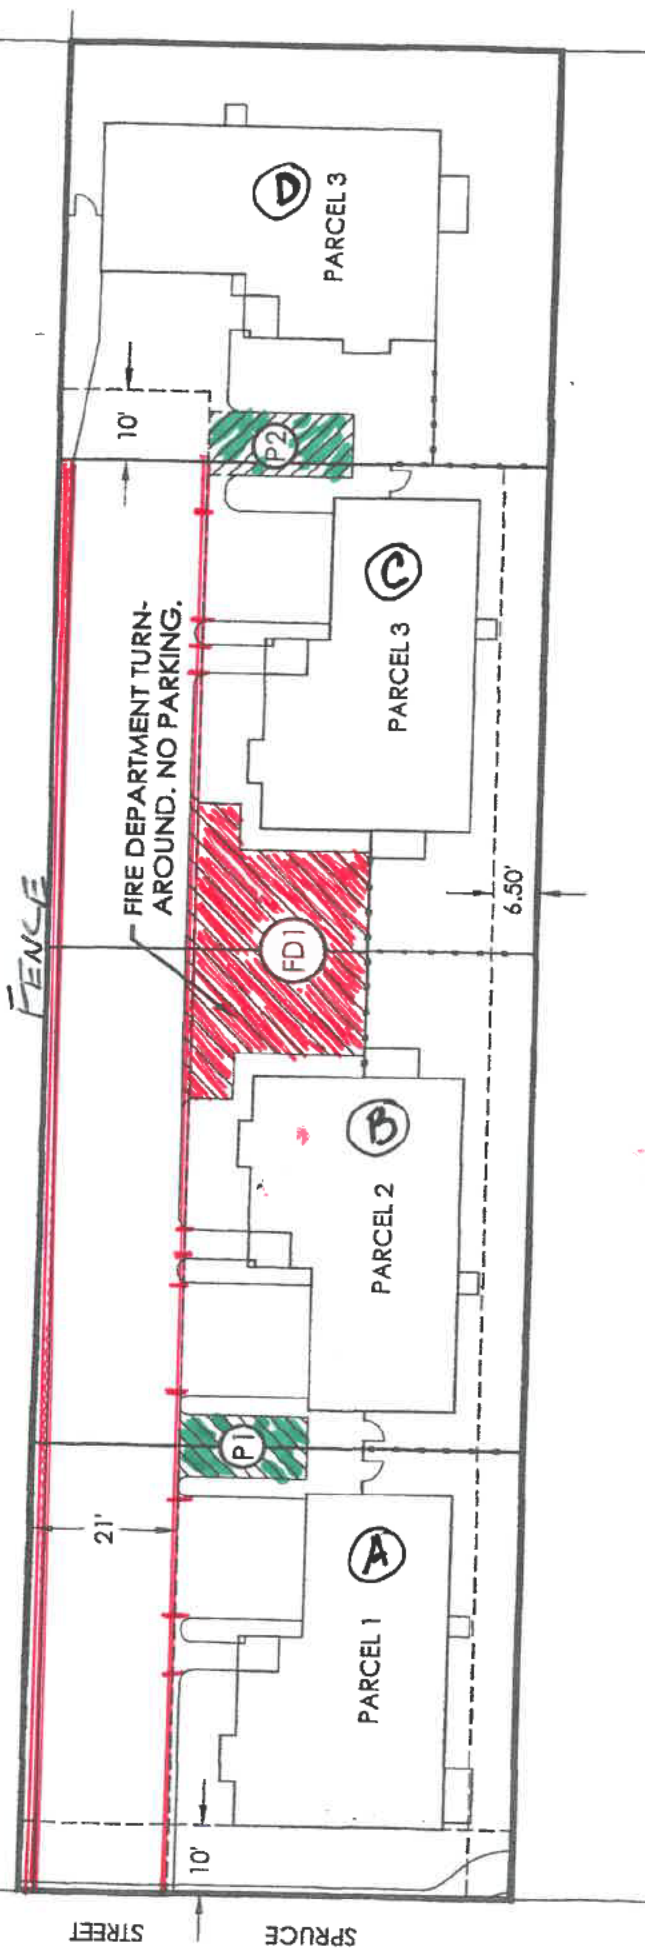 FENCE
FIRE DEPARTMENT TURN-
AROUND. NO PARKING.
21'
10'
10'
6.50'
P1
FD1
P2
A
PARCEL 1
B
PARCEL 2
C
PARCEL 3
D
PARCEL 3
SPRUCE
STREET